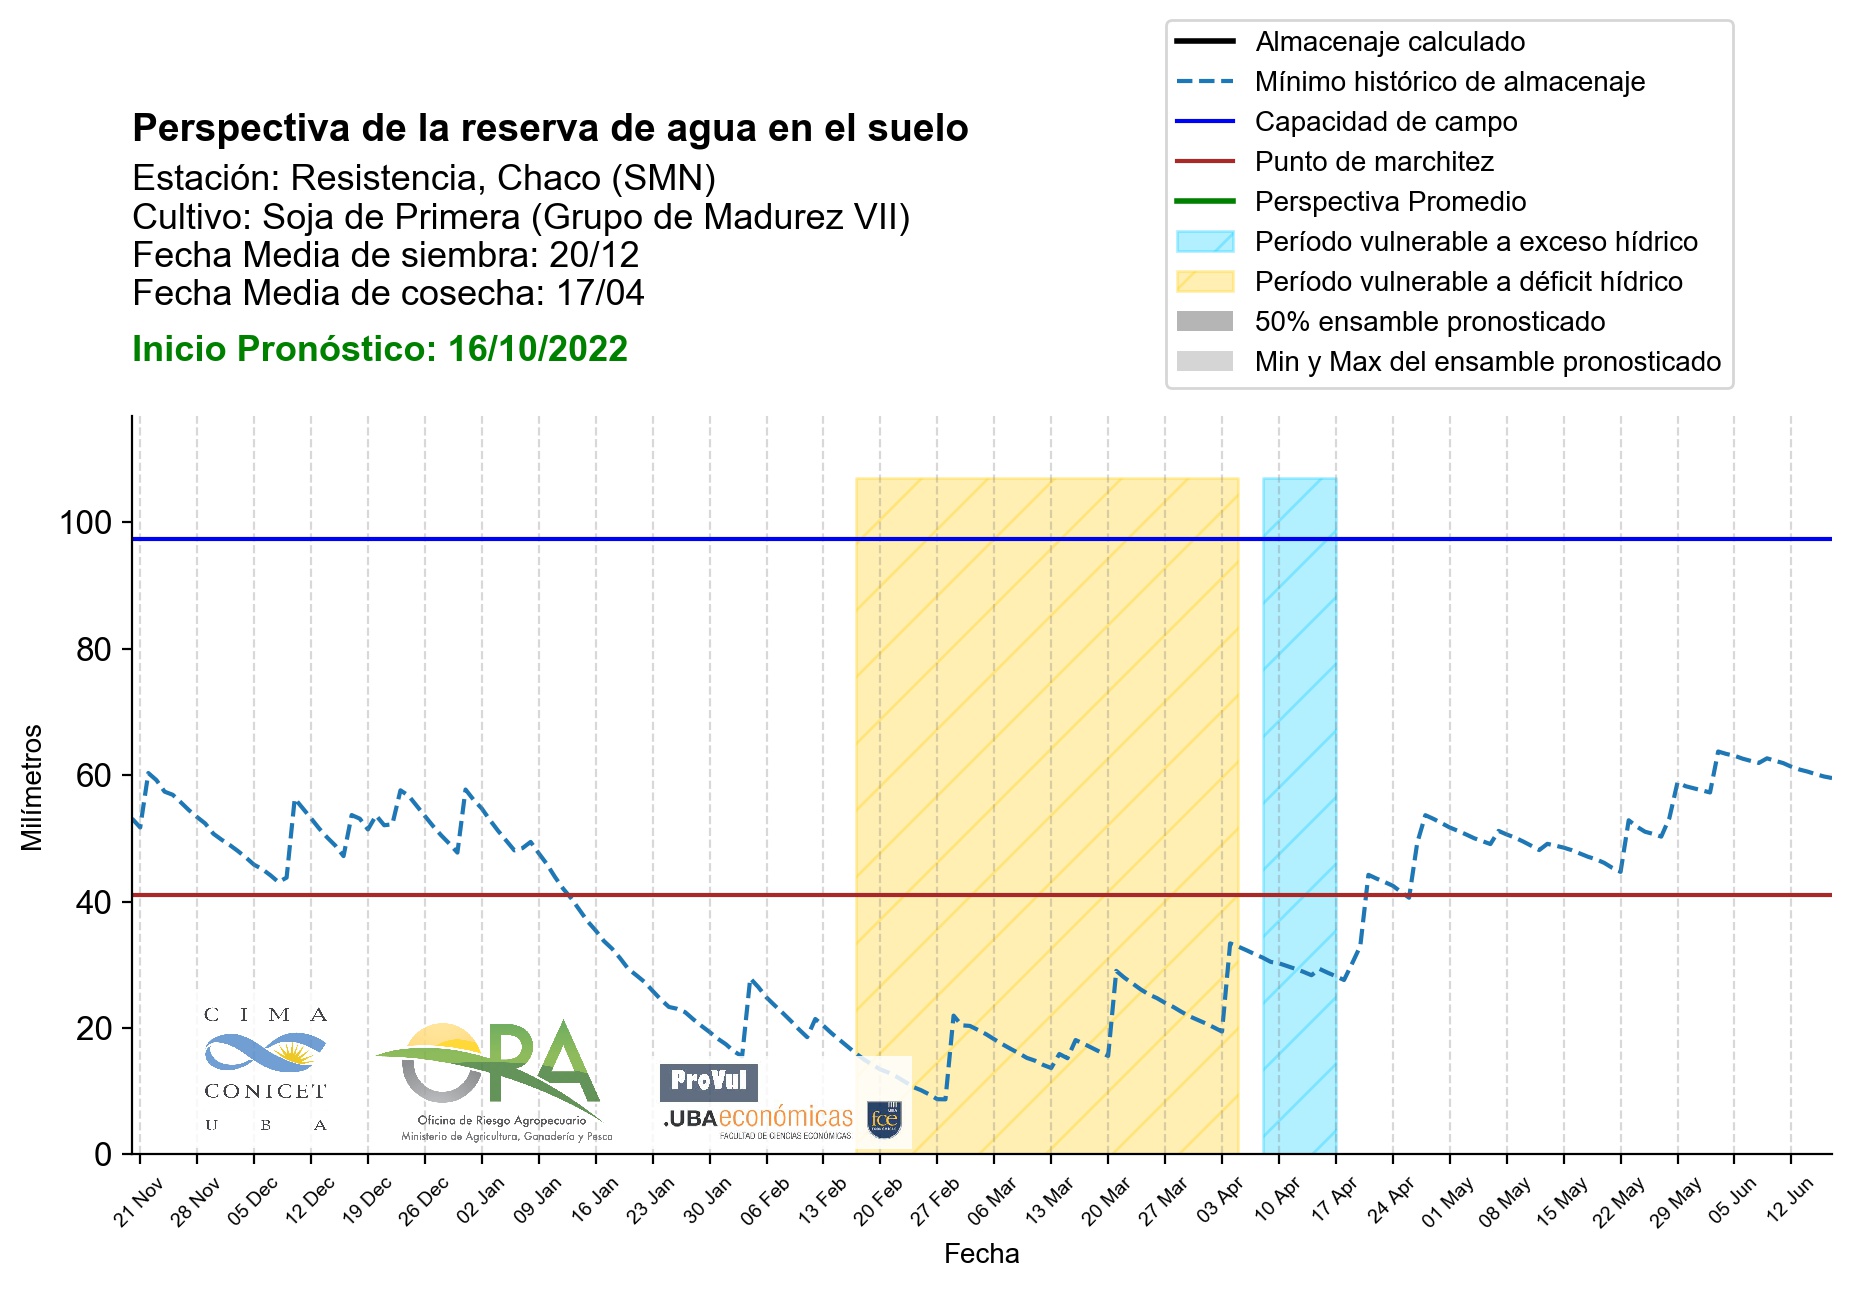 Almacenaje calculado
Mínimo histórico de almacenaje
Capacidad de campo
Punto de marchitez
Perspectiva Promedio
Período vulnerable a exceso hídrico
Período vulnerable a déficit hídrico
50% ensamble pronosticado
Min y Max del ensamble pronosticado
Perspectiva de la reserva de agua en el suelo
Estación: Resistencia, Chaco (SMN)
Cultivo: Soja de Primera (Grupo de Madurez VII)
Fecha Media de siembra: 20/12
Fecha Media de cosecha: 17/04
Inicio Pronóstico: 16/10/2022
Milímetros
100
80
60
40
20
0
CIMA
CONICET
UBA
ORA
Oficina de Riesgo Agropecuario
Ministerio de Agricultura, Ganadería y Pesca
ProVul
.UBAeconómicas
FACULTAD DE CIENCIAS ECONÓMICAS
fce
21 Nov
28 Nov
05 Dec
12 Dec
19 Dec
26 Dec
02 Jan
09 Jan
16 Jan
23 Jan
30 Jan
06 Feb
13 Feb
20 Feb
27 Feb
06 Mar
13 Mar
20 Mar
27 Mar
03 Apr
10 Apr
17 Apr
24 Apr
01 May
08 May
15 May
22 May
29 May
05 Jun
12 Jun
Fecha